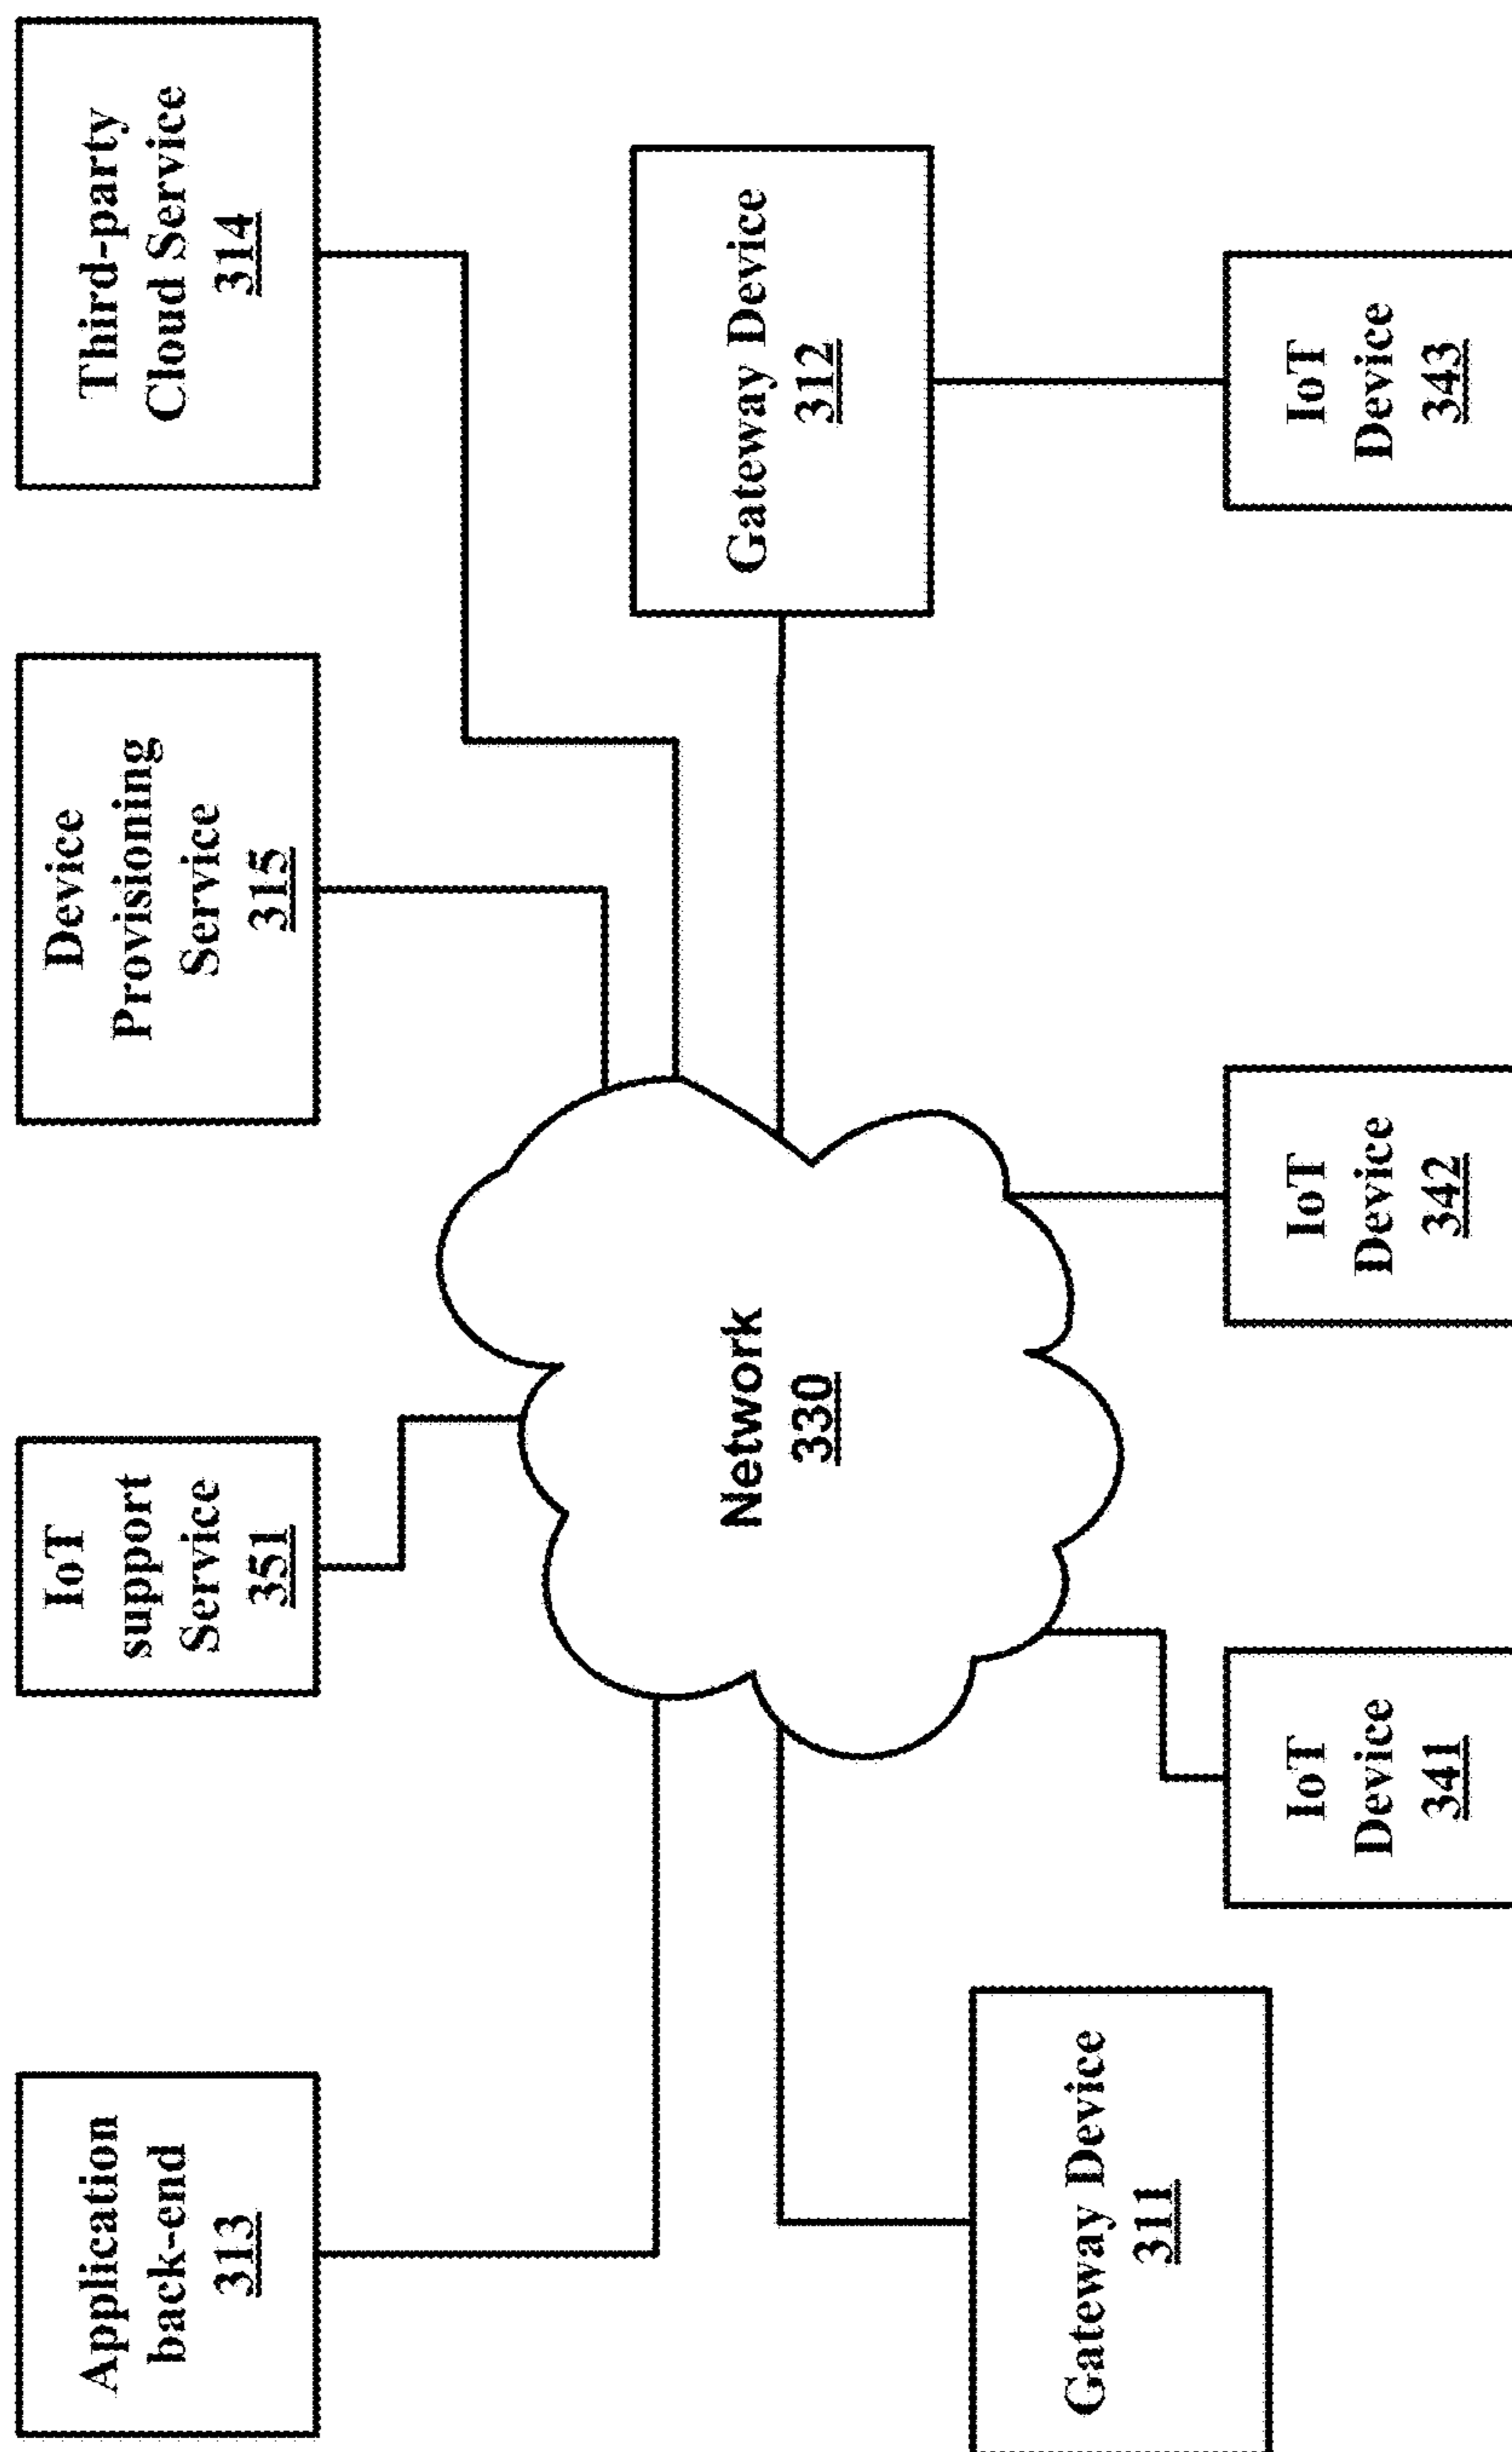 Application
back-end
313
IoT
support
Service
351
Device
Provisioning
Service
315
Third-party
Cloud Service
314
Network
330
Gateway Device
312
Gateway Device
311
IoT
Device
341
IoT
Device
342
IoT
Device
343